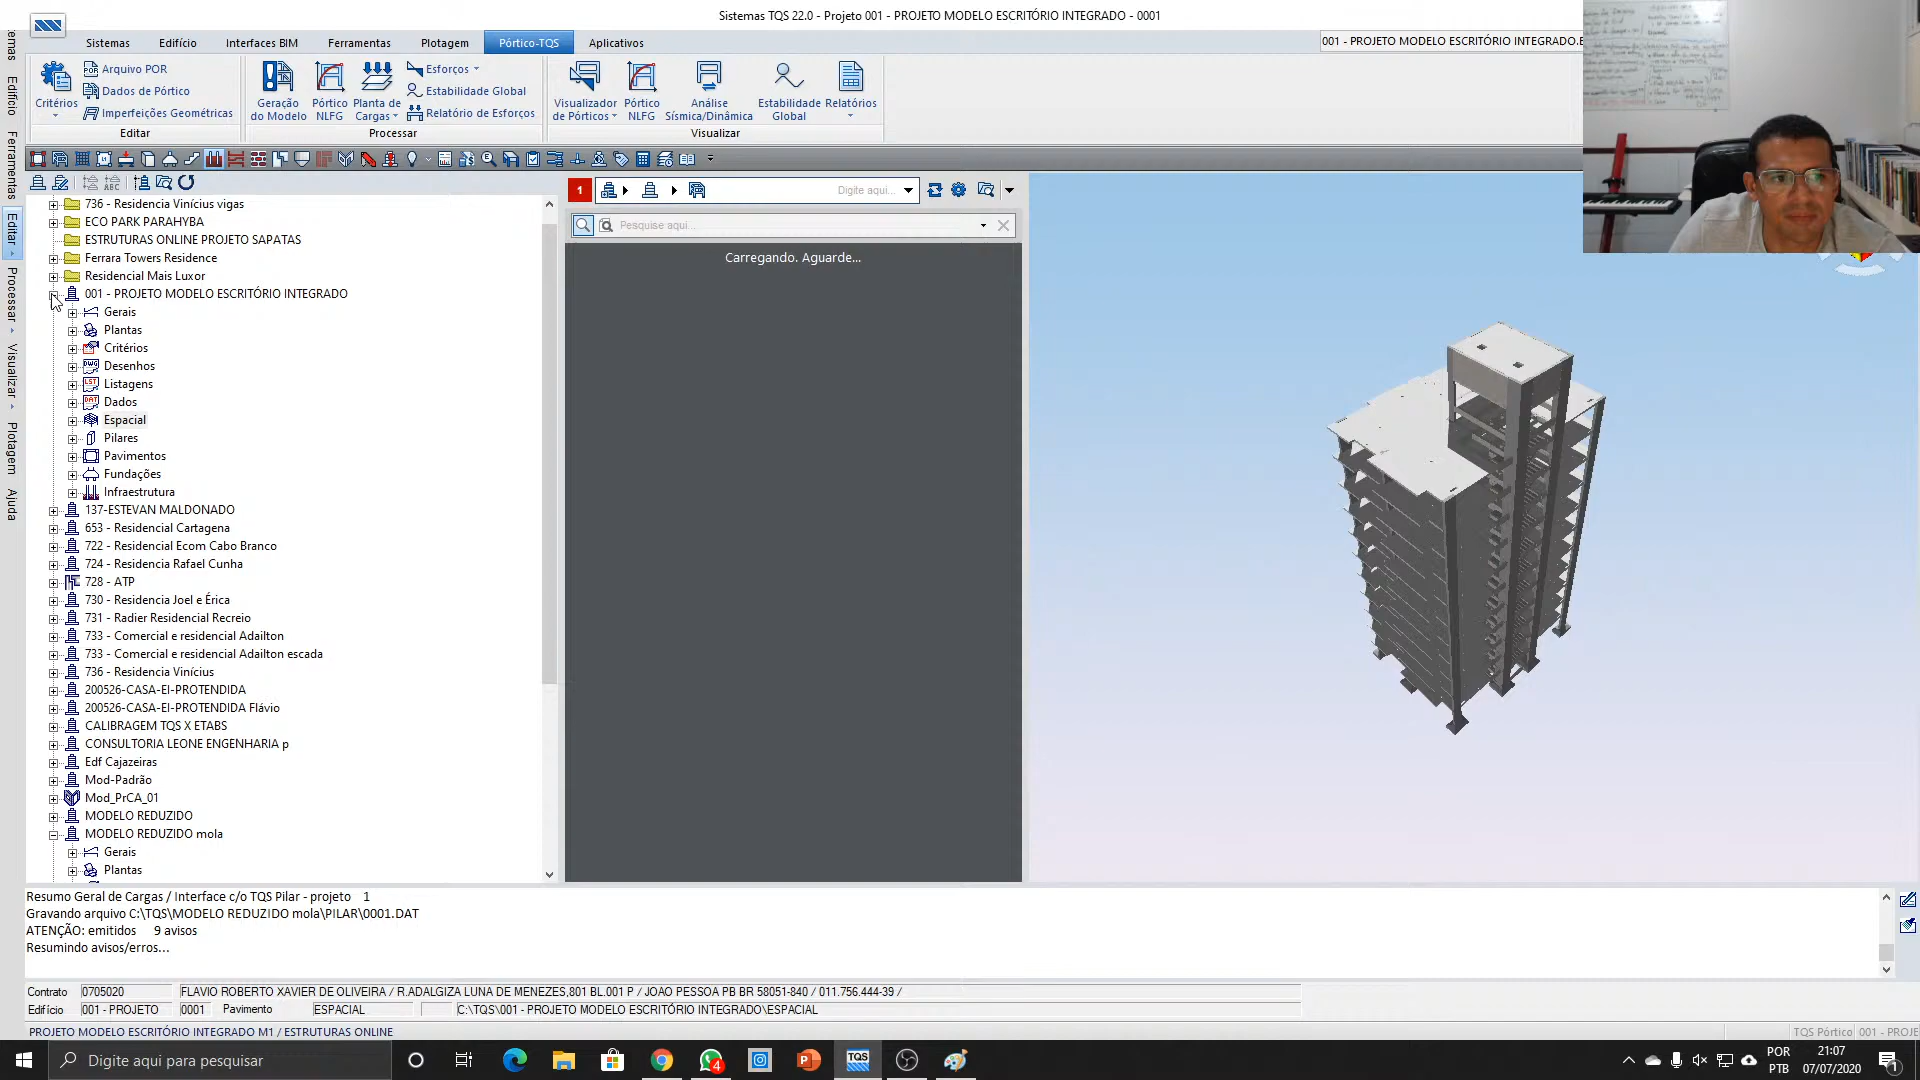 Sistemas TQS 22.0 - Projeto 001 - PROJETO MODELO ESCRITÓRIO INTEGRADO - 0001
Sistemas Edifício Interfaces BIM Ferramentas Plotagem Pórtico-TQS Aplicativos
001 - PROJETO MODELO ESCRITÓRIO INTEGRADO.E
Critérios
Arquivo POR
Dados de Pórtico
Imperfeições Geométricas
Editar
Geração do Modelo
Pórtico NLFG
Planta de Cargas
Esforços
Estabilidade Global
Relatório de Esforços
Processar
Visualizador de Pórticos
Pórtico NLFG
Análise Sísmica/Dinâmica
Estabilidade Global
Relatórios
Visualizar
emas
Edifício
Ferramentas
Editar
Processar
Visualizar
Plotagem
Ajuda
736 - Residencia Vinícius vigas
ECO PARK PARAHYBA
ESTRUTURAS ONLINE PROJETO SAPATAS
Ferrara Towers Residence
Residencial Mais Luxor
001 - PROJETO MODELO ESCRITÓRIO INTEGRADO
Gerais
Plantas
Critérios
DWG Desenhos
LST Listagens
DAT Dados
Espacial
Pilares
Pavimentos
Fundações
Infraestrutura
137-ESTEVAN MALDONADO
653 - Residencial Cartagena
722 - Residencial Ecom Cabo Branco
724 - Residencia Rafael Cunha
728 - ATP
730 - Residencia Joel e Érica
731 - Radier Residencial Recreio
733 - Comercial e residencial Adailton
733 - Comercial e residencial Adailton escada
736 - Residencia Vinícius
200526-CASA-EI-PROTENDIDA
200526-CASA-EI-PROTENDIDA Flávio
CALIBRAGEM TQS X ETABS
CONSULTORIA LEONE ENGENHARIA p
Edf Cajazeiras
Mod-Padrão
Mod_PrCA_01
MODELO REDUZIDO
MODELO REDUZIDO mola
Gerais
Plantas
1
Digite aqui...
Pesquise aqui...
Carregando. Aguarde...
Resumo Geral de Cargas / Interface c/o TQS Pilar - projeto 1
Gravando arquivo C:\TQS\MODELO REDUZIDO mola\PILAR\0001.DAT
ATENÇÃO: emitidos 9 avisos
Resumindo avisos/erros...
Contrato 0705020 FLAVIO ROBERTO XAVIER DE OLIVEIRA / R.ADALGIZA LUNA DE MENEZES,801 BL.001 P / JOAO PESSOA PB BR 58051-840 / 011.756.444-39 /
Edifício 001 - PROJETO 0001 Pavimento ESPACIAL C:\TQS\001 - PROJETO MODELO ESCRITÓRIO INTEGRADO\ESPACIAL
PROJETO MODELO ESCRITÓRIO INTEGRADO M1 / ESTRUTURAS ONLINE
TQS Pórtico 001 - PROJE
Digite aqui para pesquisar
4
TQS
POR
PTB
21:07
07/07/2020
1